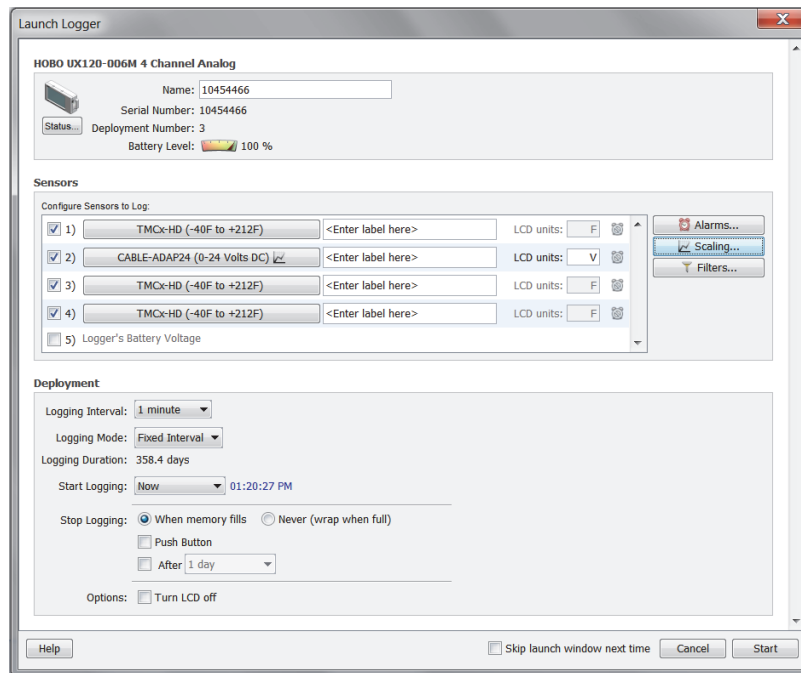 Launch Logger
HOBO UX120-006M 4 Channel Analog
Name: 10454466
Serial Number: 10454466
Status... Deployment Number: 3
Battery Level: 100 %
Sensors
Configure Sensors to Log:
1) TMCx-HD (-40F to +212F) <Enter label here> LCD units: F
2) CABLE-ADAP24 (0-24 Volts DC) <Enter label here> LCD units: V
3) TMCx-HD (-40F to +212F) <Enter label here> LCD units: F
4) TMCx-HD (-40F to +212F) <Enter label here> LCD units: F
5) Logger's Battery Voltage
Alarms...
Scaling...
Filters...
Deployment
Logging Interval: 1 minute
Logging Mode: Fixed Interval
Logging Duration: 358.4 days
Start Logging: Now 01:20:27 PM
Stop Logging: When memory fills Never (wrap when full)
Push Button
After 1 day
Options: Turn LCD off
Help Skip launch window next time Cancel Start